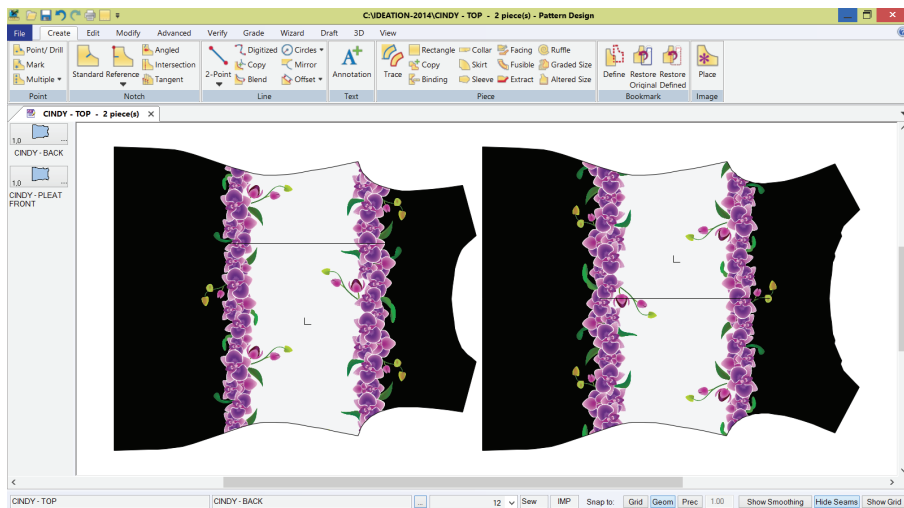 C:\IDEATION-2014\CINDY - TOP - 2 piece(s) - Pattern Design
File Create Edit Modify Advanced Verify Grade Wizard Draft 3D View
Point/ Drill
Mark
Multiple
Point
Standard Reference
Angled
Intersection
Tangent
Notch
2-Point
Digitized Circles
Copy Mirror
Blend Offset
Line
Annotation
Text
Trace
Rectangle Collar Facing Ruffle
Copy Skirt Fusible Graded Size
Binding Sleeve Extract Altered Size
Piece
Define Restore Restore
Original Defined
Bookmark
Place
Image
CINDY - TOP - 2 piece(s) X
1,0 ...
CINDY - BACK
1,0 ...
CINDY - PLEAT
FRONT
CINDY - TOP CINDY - BACK ... 12 Sew IMP Snap to: Grid Geom Prec 1.00 Show Smoothing Hide Seams Show Grid